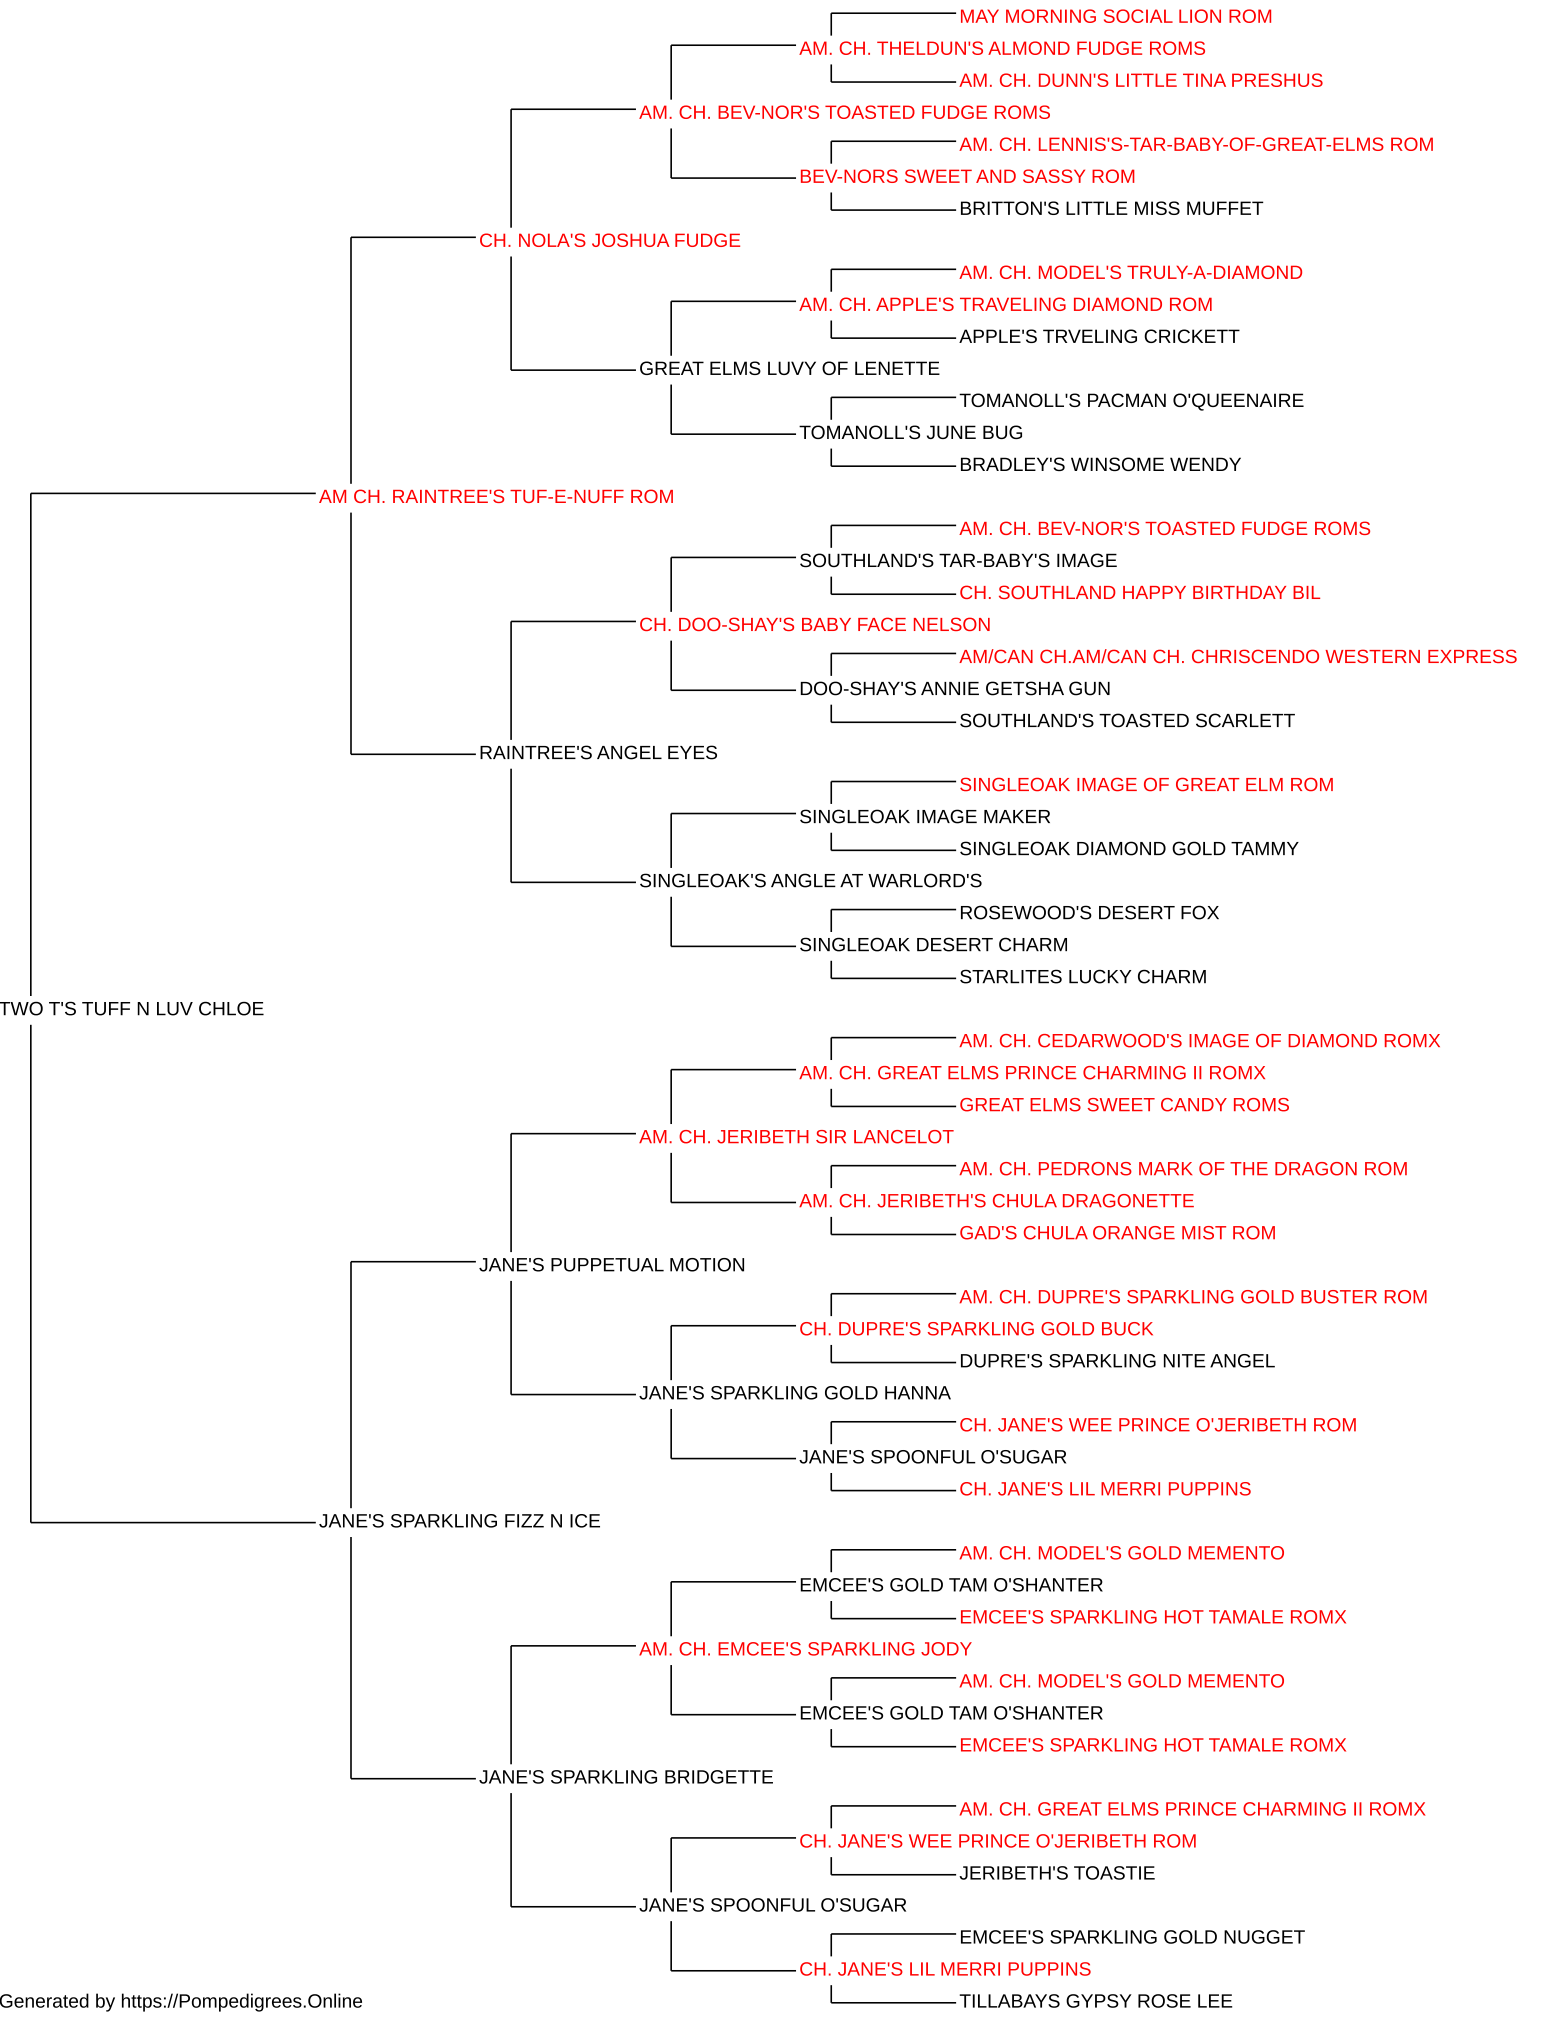 MAY MORNING SOCIAL LION ROM
AM. CH. THELDUN'S ALMOND FUDGE ROMS
AM. CH. DUNN'S LITTLE TINA PRESHUS
AM. CH. BEV-NOR'S TOASTED FUDGE ROMS
AM. CH. LENNIS'S-TAR-BABY-OF-GREAT-ELMS ROM
BEV-NORS SWEET AND SASSY ROM
BRITTON'S LITTLE MISS MUFFET
CH. NOLA'S JOSHUA FUDGE
AM. CH. MODEL'S TRULY-A-DIAMOND
AM. CH. APPLE'S TRAVELING DIAMOND ROM
APPLE'S TRVELING CRICKETT
GREAT ELMS LUVY OF LENETTE
TOMANOLL'S PACMAN O'QUEENAIRE
TOMANOLL'S JUNE BUG
BRADLEY'S WINSOME WENDY
AM CH. RAINTREE'S TUF-E-NUFF ROM
AM. CH. BEV-NOR'S TOASTED FUDGE ROMS
SOUTHLAND'S TAR-BABY'S IMAGE
CH. SOUTHLAND HAPPY BIRTHDAY BIL
CH. DOO-SHAY'S BABY FACE NELSON
AM/CAN CH.AM/CAN CH. CHRISCENDO WESTERN EXPRESS
DOO-SHAY'S ANNIE GETSHA GUN
SOUTHLAND'S TOASTED SCARLETT
RAINTREE'S ANGEL EYES
SINGLEOAK IMAGE OF GREAT ELM ROM
SINGLEOAK IMAGE MAKER
SINGLEOAK DIAMOND GOLD TAMMY
SINGLEOAK'S ANGLE AT WARLORD'S
ROSEWOOD'S DESERT FOX
SINGLEOAK DESERT CHARM
STARLITES LUCKY CHARM
TWO T'S TUFF N LUV CHLOE
AM. CH. CEDARWOOD'S IMAGE OF DIAMOND ROMX
AM. CH. GREAT ELMS PRINCE CHARMING II ROMX
GREAT ELMS SWEET CANDY ROMS
AM. CH. JERIBETH SIR LANCELOT
AM. CH. PEDRONS MARK OF THE DRAGON ROM
AM. CH. JERIBETH'S CHULA DRAGONETTE
GAD'S CHULA ORANGE MIST ROM
JANE'S PUPPETUAL MOTION
AM. CH. DUPRE'S SPARKLING GOLD BUSTER ROM
CH. DUPRE'S SPARKLING GOLD BUCK
DUPRE'S SPARKLING NITE ANGEL
JANE'S SPARKLING GOLD HANNA
CH. JANE'S WEE PRINCE O'JERIBETH ROM
JANE'S SPOONFUL O'SUGAR
CH. JANE'S LIL MERRI PUPPINS
JANE'S SPARKLING FIZZ N ICE
AM. CH. MODEL'S GOLD MEMENTO
EMCEE'S GOLD TAM O'SHANTER
EMCEE'S SPARKLING HOT TAMALE ROMX
AM. CH. EMCEE'S SPARKLING JODY
AM. CH. MODEL'S GOLD MEMENTO
EMCEE'S GOLD TAM O'SHANTER
EMCEE'S SPARKLING HOT TAMALE ROMX
JANE'S SPARKLING BRIDGETTE
AM. CH. GREAT ELMS PRINCE CHARMING II ROMX
CH. JANE'S WEE PRINCE O'JERIBETH ROM
JERIBETH'S TOASTIE
JANE'S SPOONFUL O'SUGAR
EMCEE'S SPARKLING GOLD NUGGET
CH. JANE'S LIL MERRI PUPPINS
TILLABAYS GYPSY ROSE LEE
Generated by https://Pompedigrees.Online